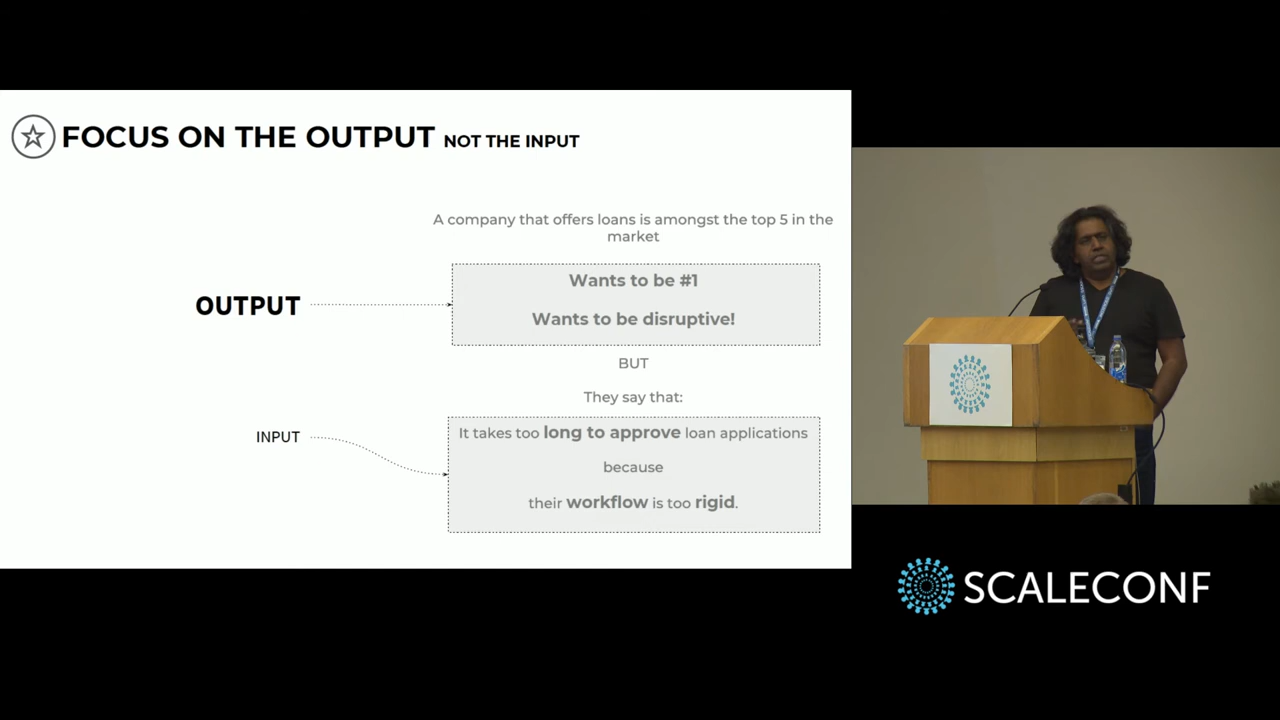 FOCUS ON THE OUTPUT NOT THE INPUT
A company that offers loans is amongst the top 5 in the
market
OUTPUT
Wants to be #1
Wants to be disruptive!
BUT
They say that:
INPUT
It takes too long to approve loan applications
because
their workflow is too rigid.
SCALECONF